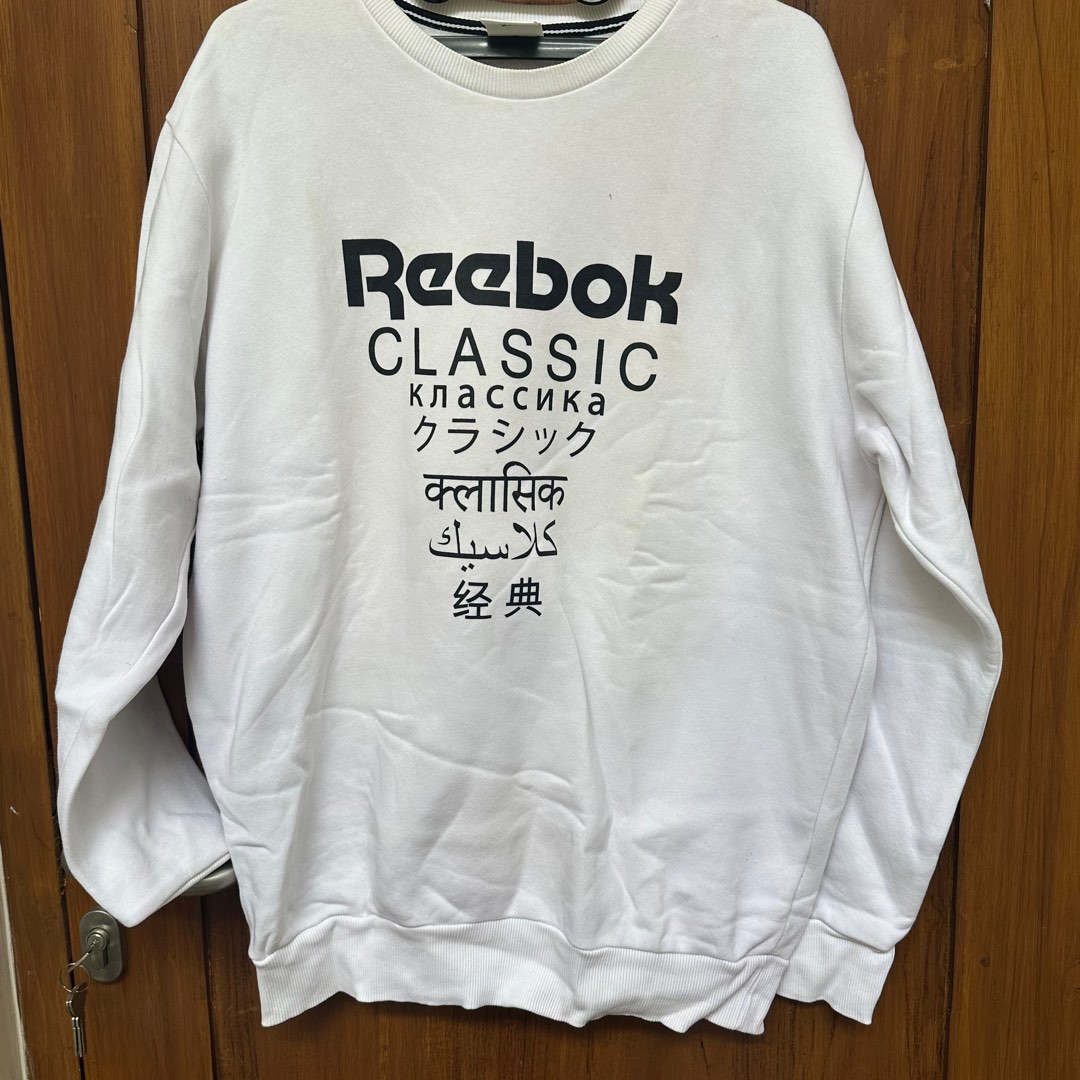 Reebok
CLASSIC
классика
クラシック
क्लासिक
كلاسيك
经典